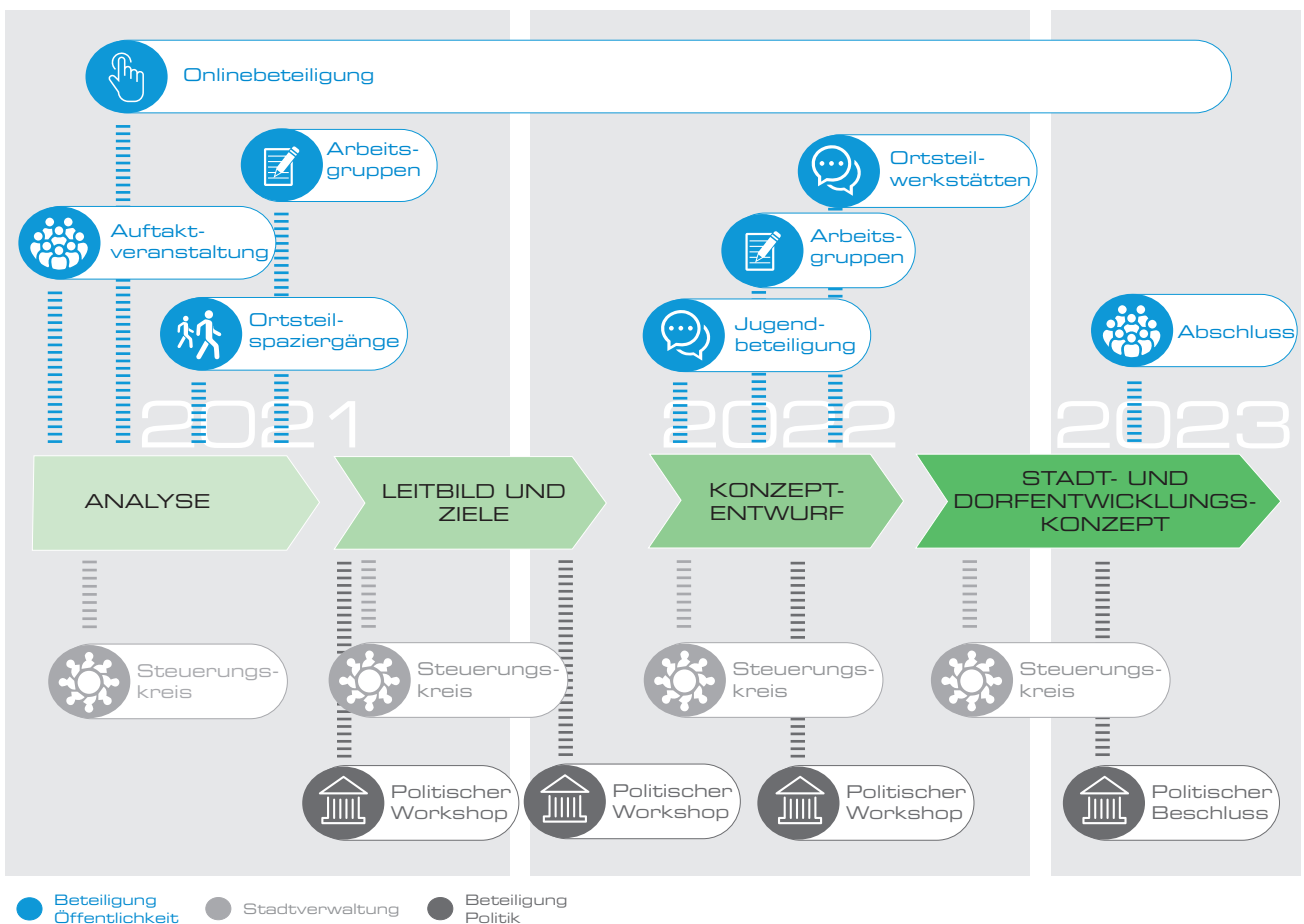 Onlinebeteiligung
Arbeits-
gruppen
Ortsteil-
werkstätten
Auftakt-
veranstaltung
Arbeits-
gruppen
Ortsteil-
spaziergänge
Jugend-
beteiligung
Abschluss
2021
2022
2023
ANALYSE
LEITBILD UND
ZIELE
KONZEPT-
ENTWURF
STADT- UND
DORFENTWICKLUNGS-
KONZEPT
Steuerungs-
kreis
Steuerungs-
kreis
Steuerungs-
kreis
Steuerungs-
kreis
Politischer
Workshop
Politischer
Workshop
Politischer
Workshop
Politischer
Beschluss
Beteiligung
Öffentlichkeit
Stadtverwaltung
Beteiligung
Politik